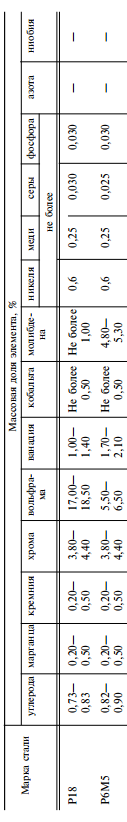 Марка стали
Массовая доля элемента, %
углерода марганца кремния хрома вольфра-ма ванадия кобальта молибде-на никеля меди серы фосфора азота ниобия
не более
Р18 0,73—0,83 0,20—0,50 0,20—0,50 3,80—4,40 17,00—18,50 1,00—1,40 Не более 0,50 Не более 1,00 0,6 0,25 0,030 0,030 — —
Р6М5 0,82—0,90 0,20—0,50 0,20—0,50 3,80—4,40 5,50—6,50 1,70—2,10 Не более 0,50 4,80—5,30 0,6 0,25 0,025 0,030 — —